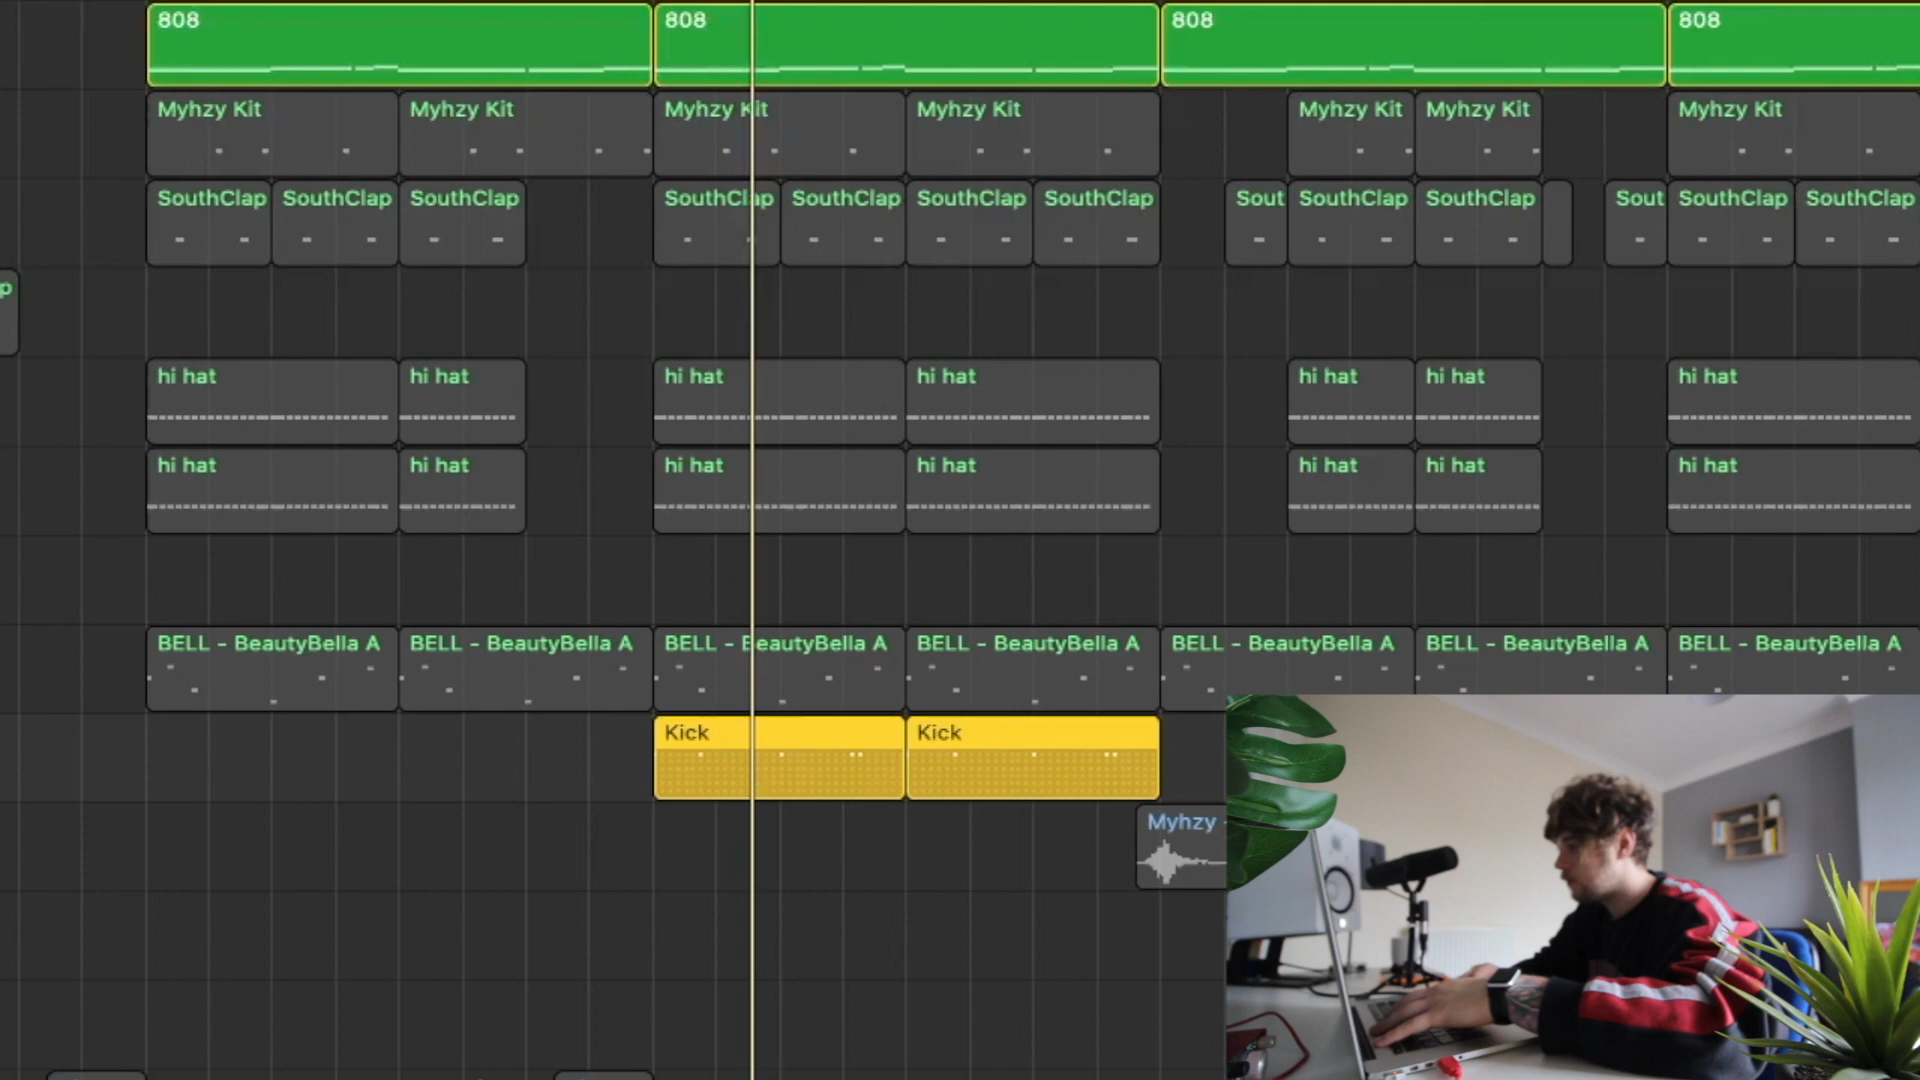 808 808 808 808
Myhzy Kit Myhzy Kit Myhzy Kit Myhzy Kit Myhzy Kit Myhzy Kit Myhzy Kit
SouthClap SouthClap SouthClap SouthClap SouthClap SouthClap SouthClap Sout SouthClap SouthClap Sout SouthClap SouthClap
p
hi hat hi hat hi hat hi hat hi hat hi hat hi hat
hi hat hi hat hi hat hi hat hi hat hi hat hi hat
BELL - BeautyBella A BELL - BeautyBella A BELL - BeautyBella A BELL - BeautyBella A BELL - BeautyBella A BELL - BeautyBella A BELL - BeautyBella A
Kick Kick
Myhzy -